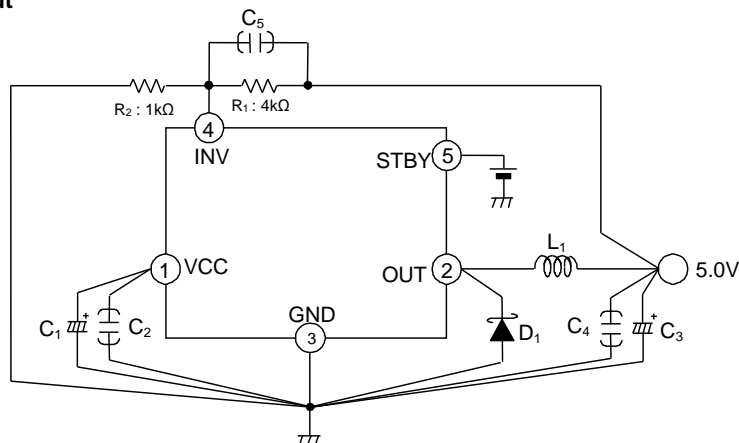 C5
R2 : 1kΩ
R1 : 4kΩ
4
INV
STBY
5
1
VCC
OUT
2
L1
5.0V
GND
3
C1
+
C2
D1
C4
+
C3